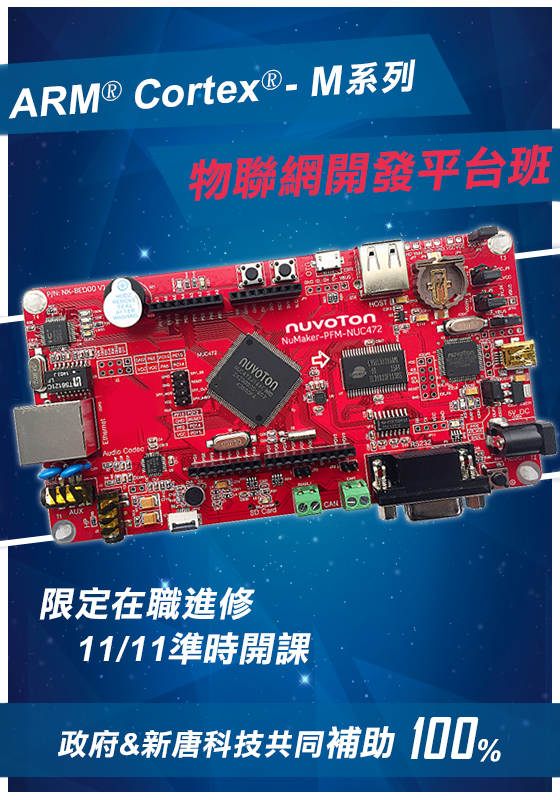 ARM® Cortex®- M系列
物聯網開發平台班
P/N: NK-BEDOO V1
HOST
nuvoTon
NuMaker-PFM-NUC472
NUC472
nuvoTon
Ethernet
Audio Codec
RS232
5V_DC
AUX
SD Card
CAN
限定在職進修
11/11準時開課
政府&新唐科技共同補助 100%